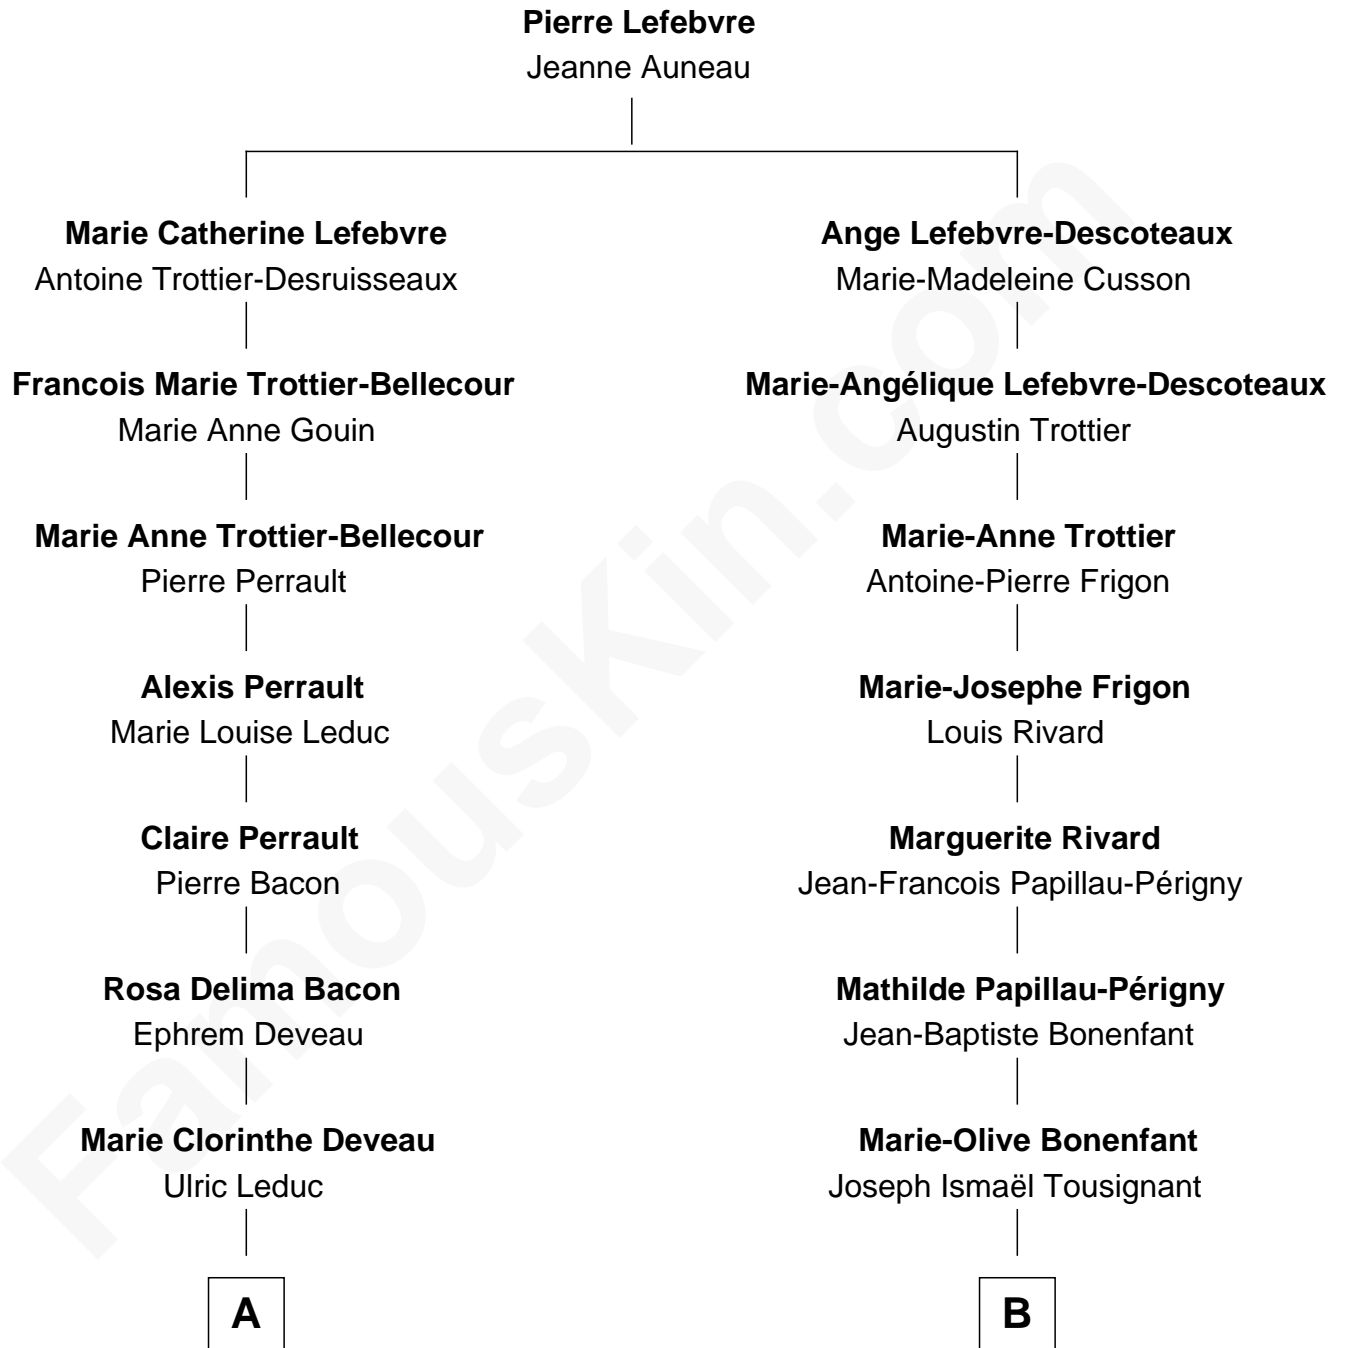 Pierre Lefebvre
Jeanne Auneau
Marie Catherine Lefebvre
Antoine Trottier-Desruisseaux
Francois Marie Trottier-Bellecour
Marie Anne Gouin
Marie Anne Trottier-Bellecour
Pierre Perrault
Alexis Perrault
Marie Louise Leduc
Claire Perrault
Pierre Bacon
Rosa Delima Bacon
Ephrem Deveau
Marie Clorinthe Deveau
Ulric Leduc
A
Ange Lefebvre-Descoteaux
Marie-Madeleine Cusson
Marie-Angélique Lefebvre-Descoteaux
Augustin Trottier
Marie-Anne Trottier
Antoine-Pierre Frigon
Marie-Josephe Frigon
Louis Rivard
Marguerite Rivard
Jean-Francois Papillau-Périgny
Mathilde Papillau-Périgny
Jean-Baptiste Bonenfant
Marie-Olive Bonenfant
Joseph Ismaël Tousignant
B
FamousKin.com